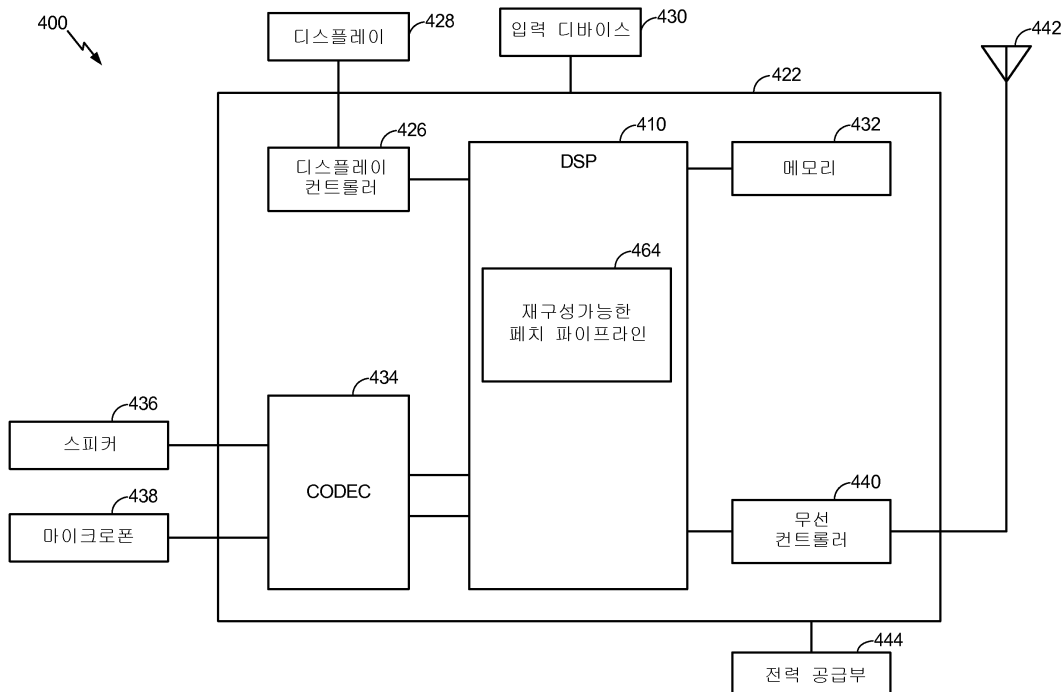 400
디스플레이
428
입력 디바이스
430
442
422
426
디스플레이
컨트롤러
410
DSP
432
메모리
464
재구성가능한
페치 파이프라인
434
CODEC
436
스피커
438
마이크로폰
440
무선
컨트롤러
444
전력 공급부